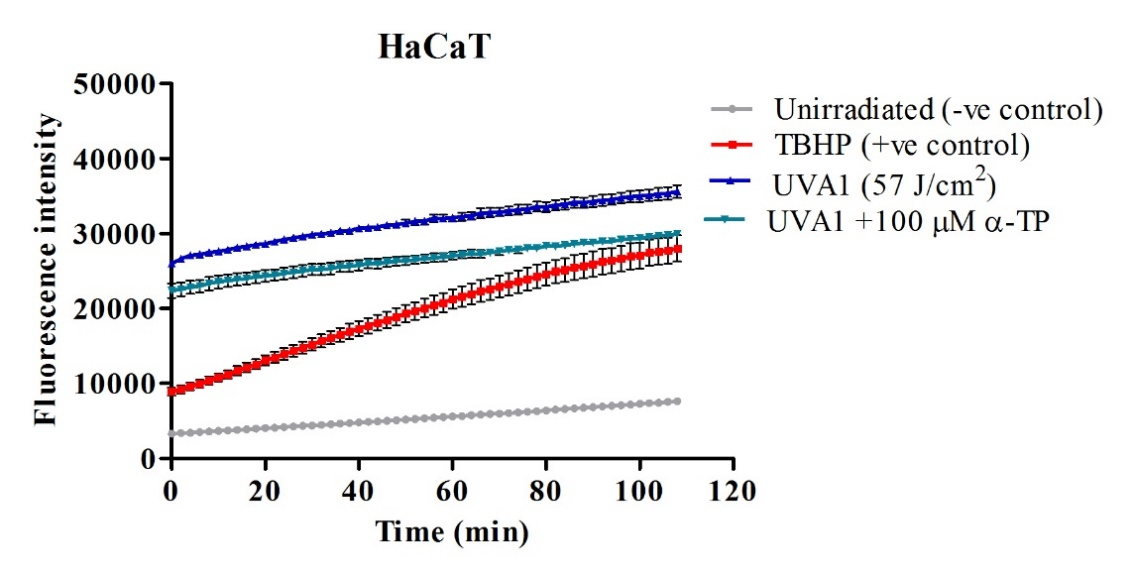 HaCaT
50000
40000
30000
20000
10000
0
Fluorescence intensity
0 20 40 60 80 100 120
Time (min)
Unirradiated (-ve control)
TBHP (+ve control)
UVA1 (57 J/cm²)
UVA1 +100 µM α-TP